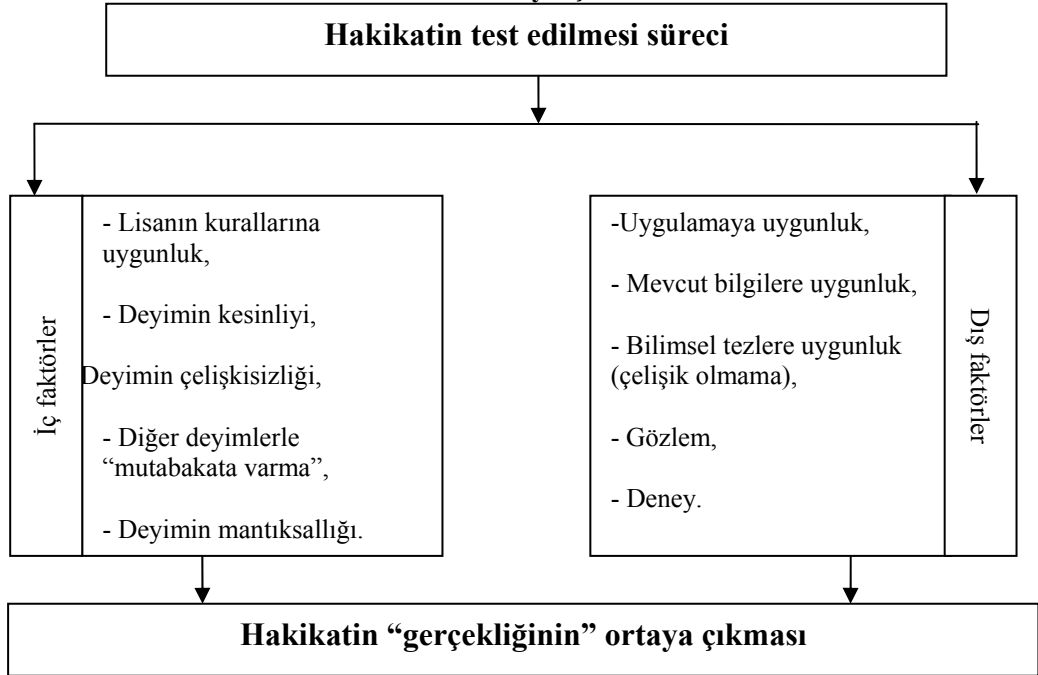 Hakikatin test edilmesi süreci
İç faktörler
- Lisanın kurallarına
uygunluk,
- Deyimin kesinliyi,
Deyimin çelişkisizliği,
- Diğer deyimlerle
“mutabakata varma”,
- Deyimin mantıksallığı.
-Uygulamaya uygunluk,
- Mevcut bilgilere uygunluk,
- Bilimsel tezlere uygunluk
(çelişik olmama),
- Gözlem,
- Deney.
Dış faktörler
Hakikatin “gerçekliğinin” ortaya çıkması